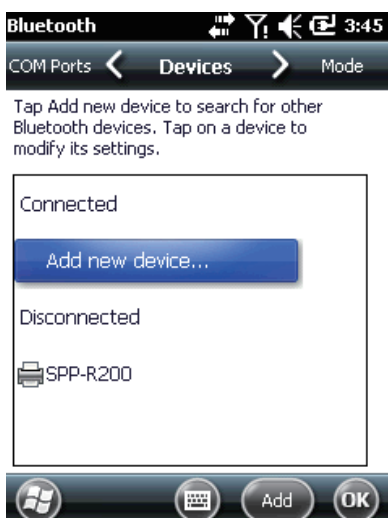 Bluetooth 3:45
COM Ports Devices Mode
Tap Add new device to search for other
Bluetooth devices. Tap on a device to
modify its settings.
Connected
Add new device...
Disconnected
SPP-R200
Add OK